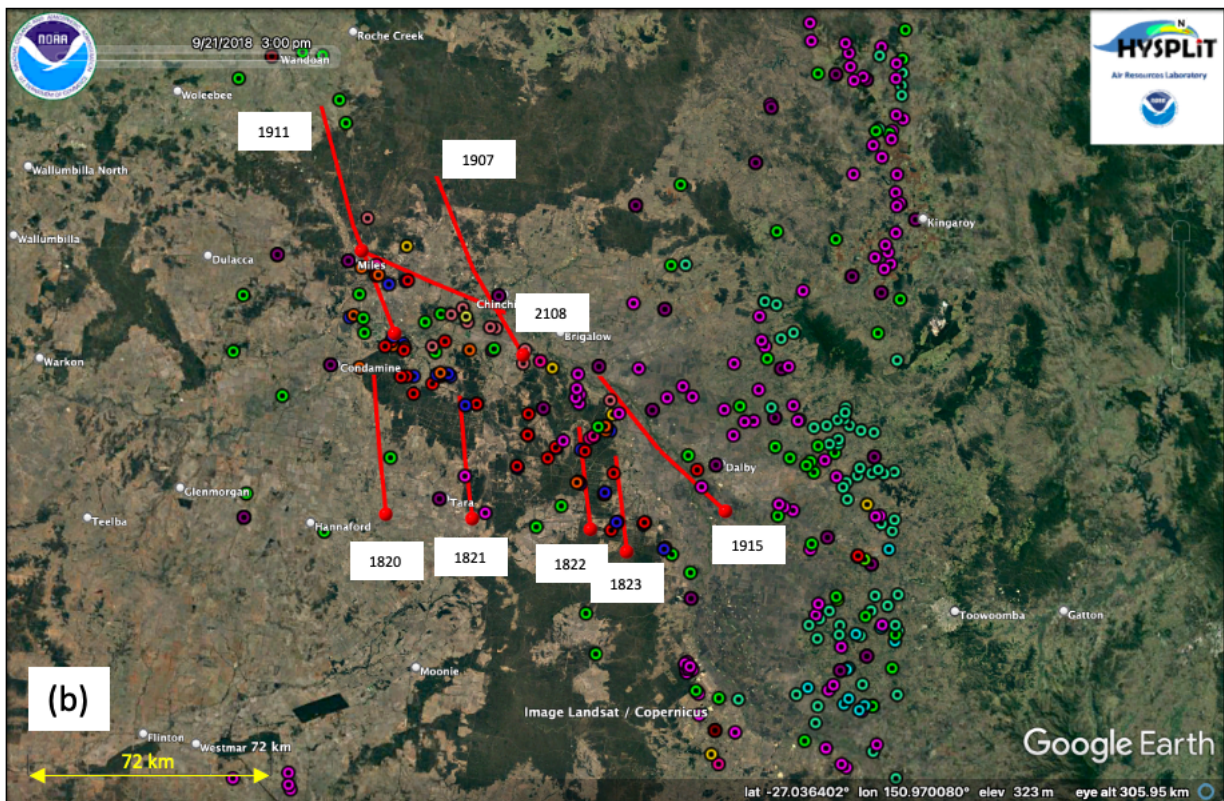 NOAA
9/21/2018 3:00 pm
Roche Creek
N
HYSPLIT
Air Resources Laboratory
Wandoan
Woleebee
1911
1907
Wallumbilla North
Kingaroy
Wallumbilla
Dulacca
Miles
Chinchi
2108
Brigalow
Warkon
Condamine
Dalby
Glenmorgan
Tara
Teelba
Hannaford
1820
1821
1822
1823
1915
Toowoomba
Gatton
Moonie
(b)
Image Landsat / Copernicus
Flinton
Westmar 72 km
72 km
Google Earth
lat -27.036402° lon 150.970080° elev 323 m eye alt 305.95 km